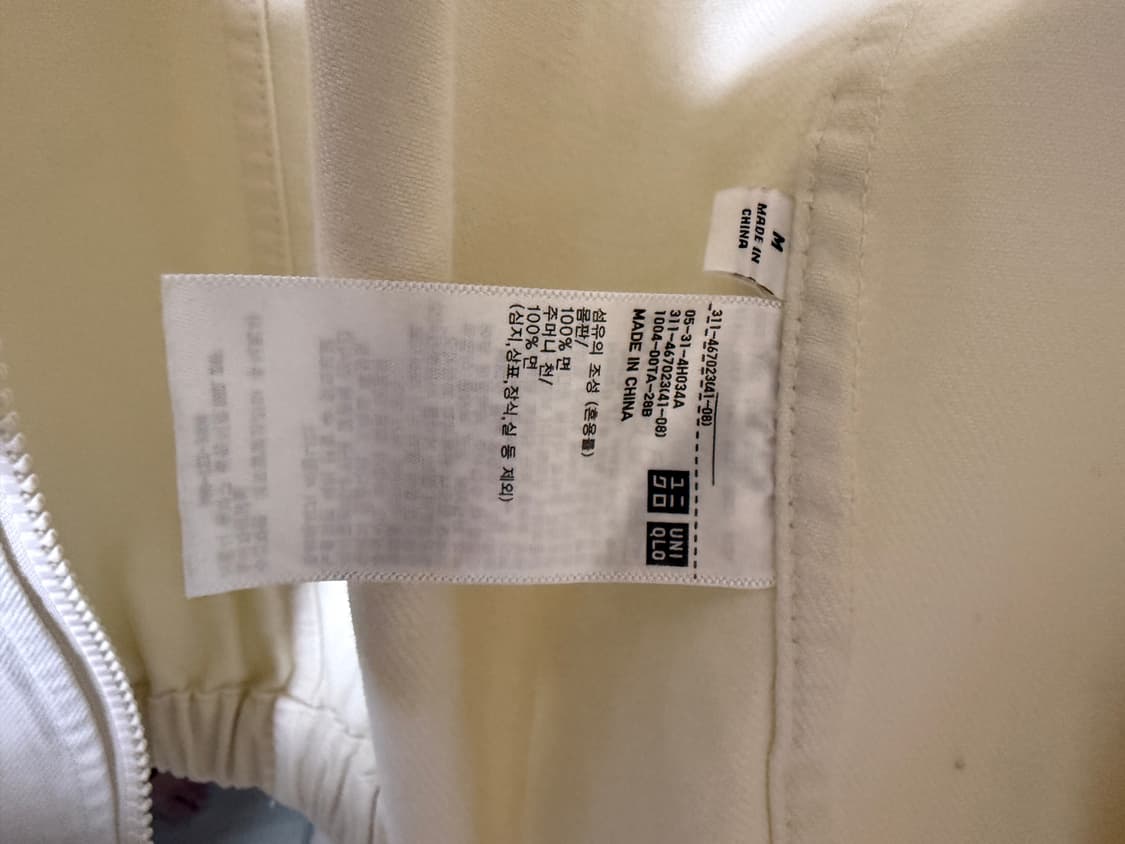 M
MADE IN
CHINA
311-467023(41-08)
05-31-4H034A
311-467023(41-08)
1004-00TA-28B
MADE IN CHINA
ユニ
クロ
UNI
QLO
섬유의 조성 (혼용률)
몸판/
100% 면
주머니 천/
100% 면
(심지,상표,장식,실 등 제외)